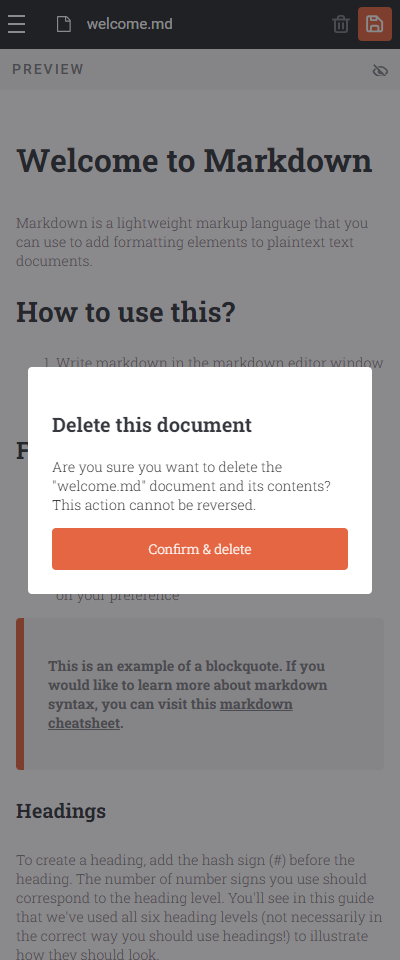 welcome.md
PREVIEW
Welcome to Markdown
Markdown is a lightweight markup language that you
can use to add formatting elements to plaintext text
documents.
How to use this?
1. Write markdown in the markdown editor window
F
Delete this document
Are you sure you want to delete the
"welcome.md" document and its contents?
This action cannot be reversed.
Confirm & delete
on your preference
This is an example of a blockquote. If you
would like to learn more about markdown
syntax, you can visit this markdown
cheatsheet.
Headings
To create a heading, add the hash sign (#) before the
heading. The number of number signs you use should
correspond to the heading level. You'll see in this guide
that we've used all six heading levels (not necessarily in
the correct way you should use headings!) to illustrate
how they should look.